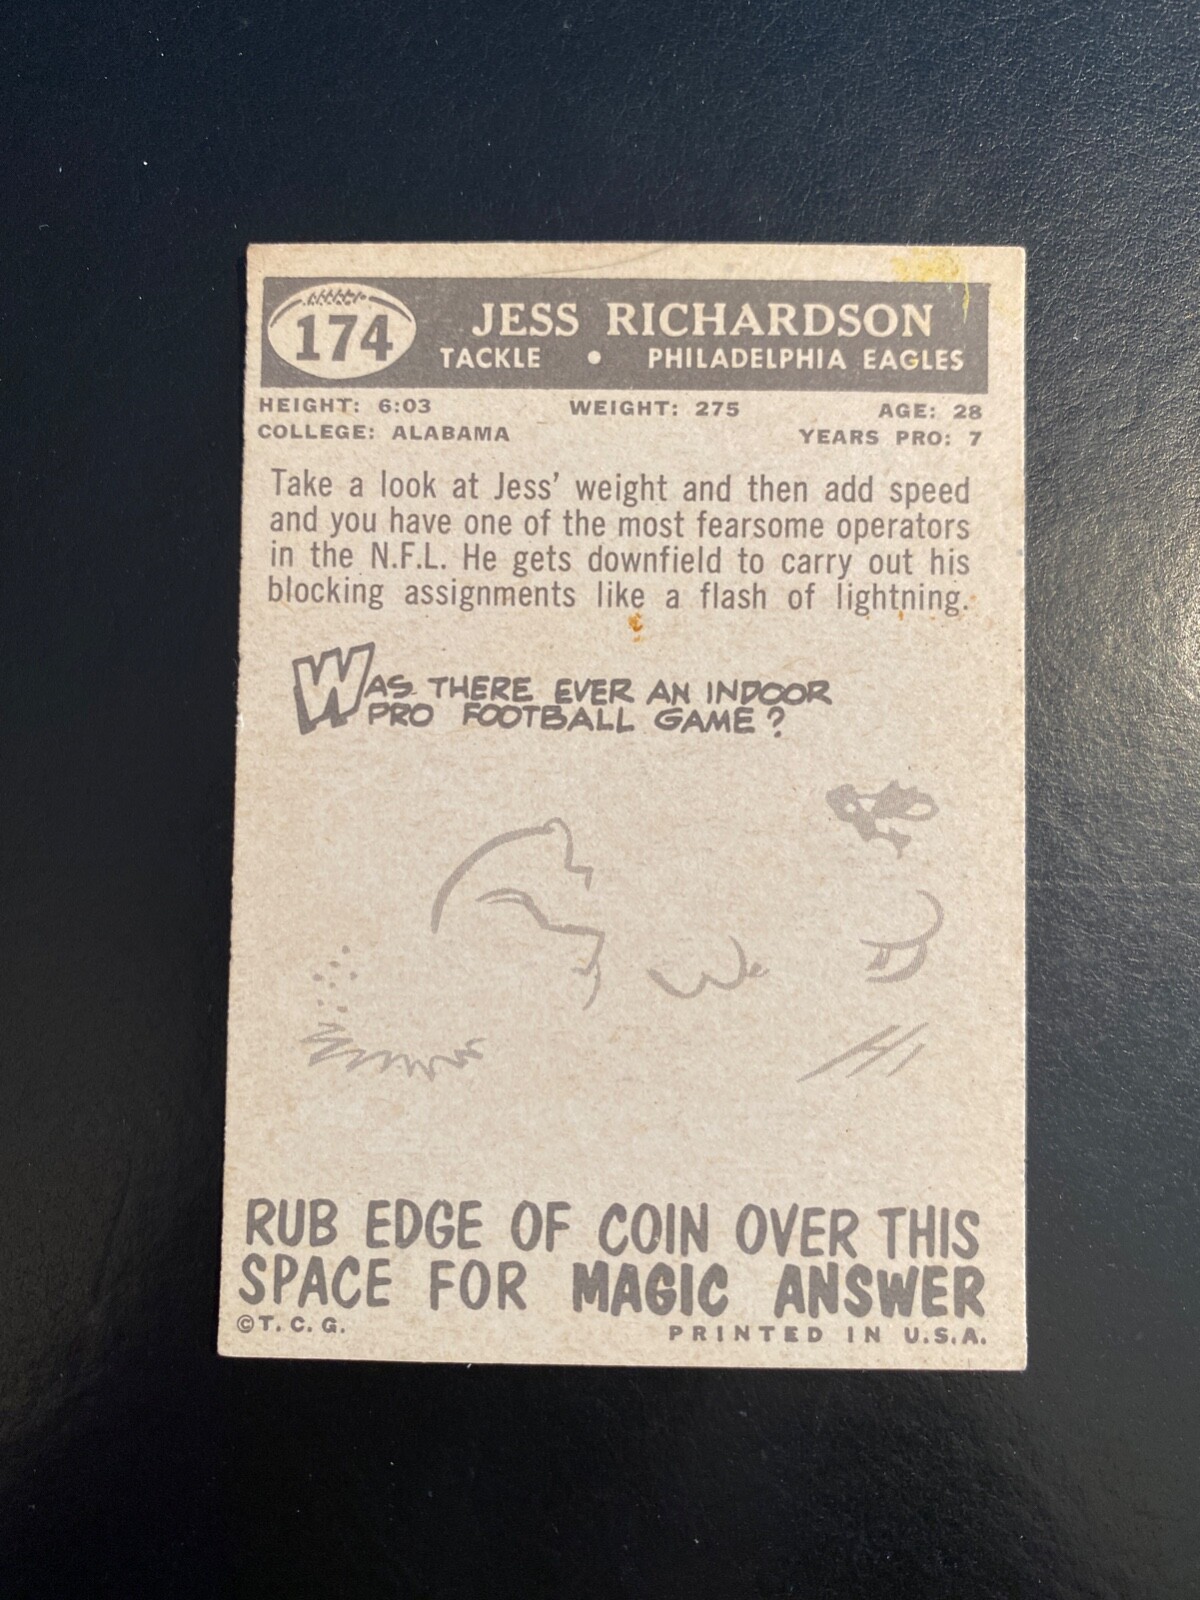 174
JESS RICHARDSON
TACKLE • PHILADELPHIA EAGLES
HEIGHT: 6:03 WEIGHT: 275 AGE: 28
COLLEGE: ALABAMA YEARS PRO: 7
Take a look at Jess' weight and then add speed
and you have one of the most fearsome operators
in the N.F.L. He gets downfield to carry out his
blocking assignments like a flash of lightning.
WAS THERE EVER AN INDOOR
PRO FOOTBALL GAME?
RUB EDGE OF COIN OVER THIS
SPACE FOR MAGIC ANSWER
©T. C. G. PRINTED IN U.S.A.